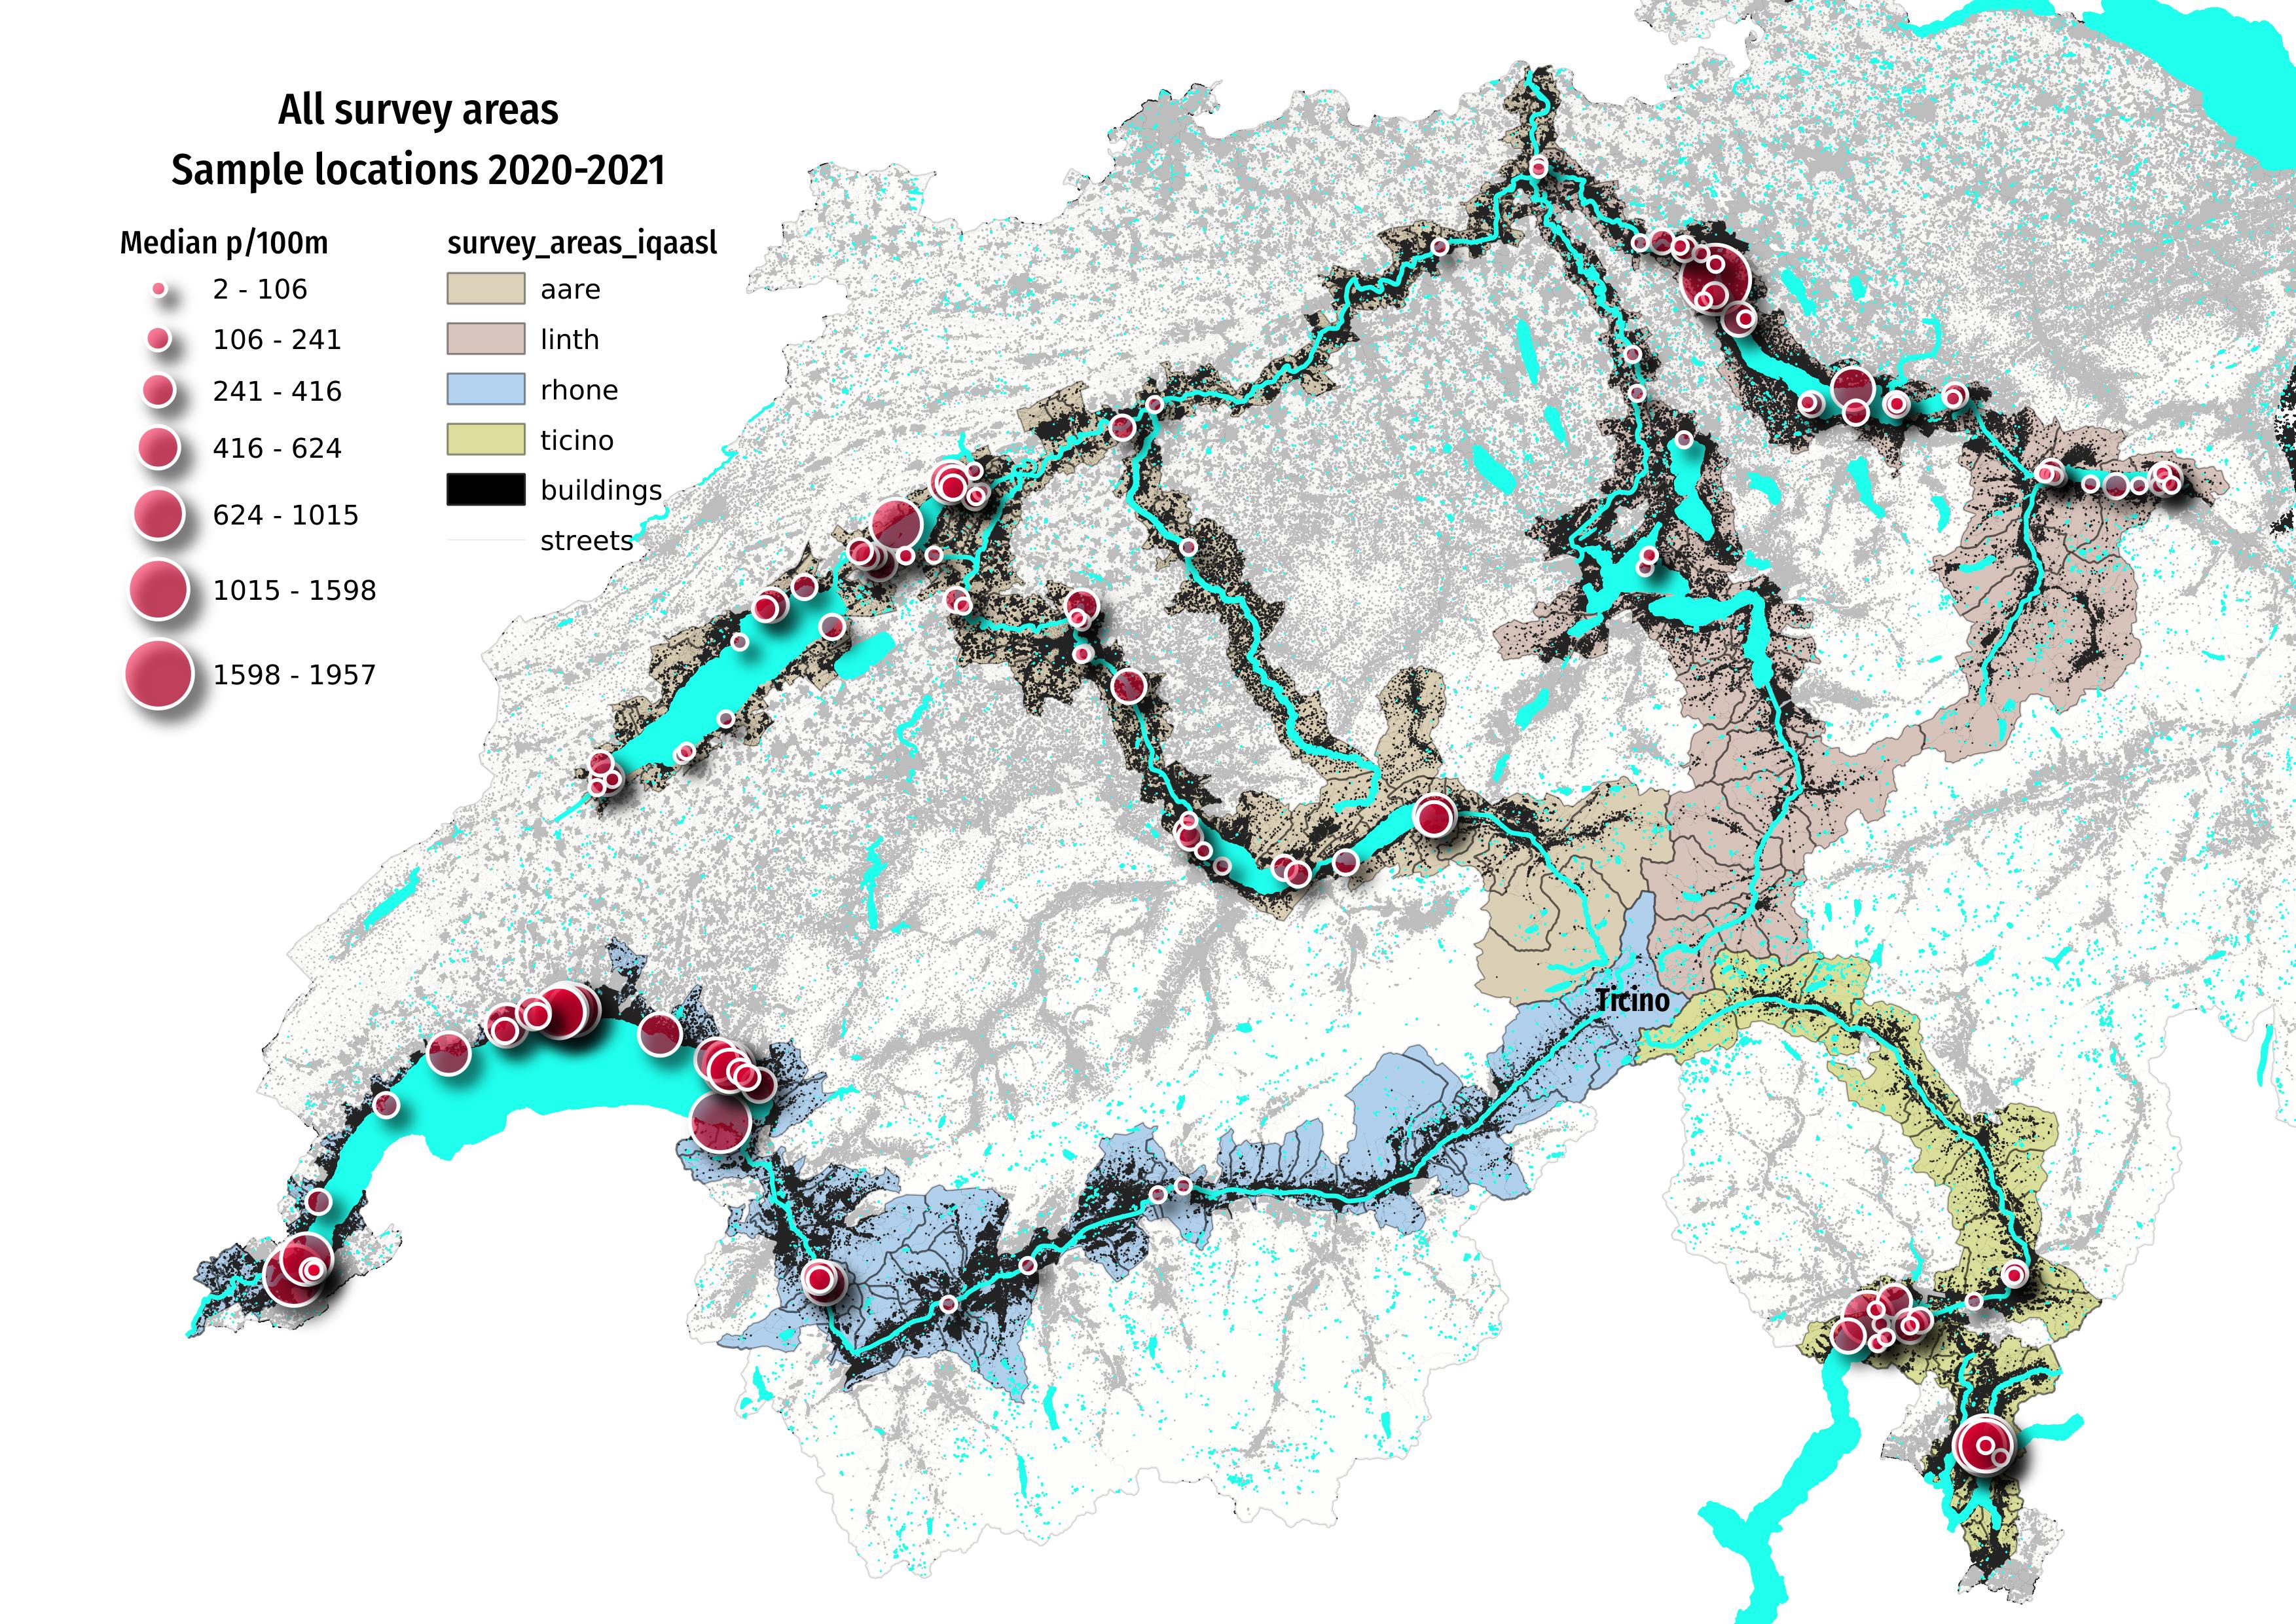 All survey areas
Sample locations 2020-2021
Median p/100m
2 - 106
106 - 241
241 - 416
416 - 624
624 - 1015
1015 - 1598
1598 - 1957
survey_areas_iqaasl
aare
linth
rhone
ticino
buildings
streets
Ticino